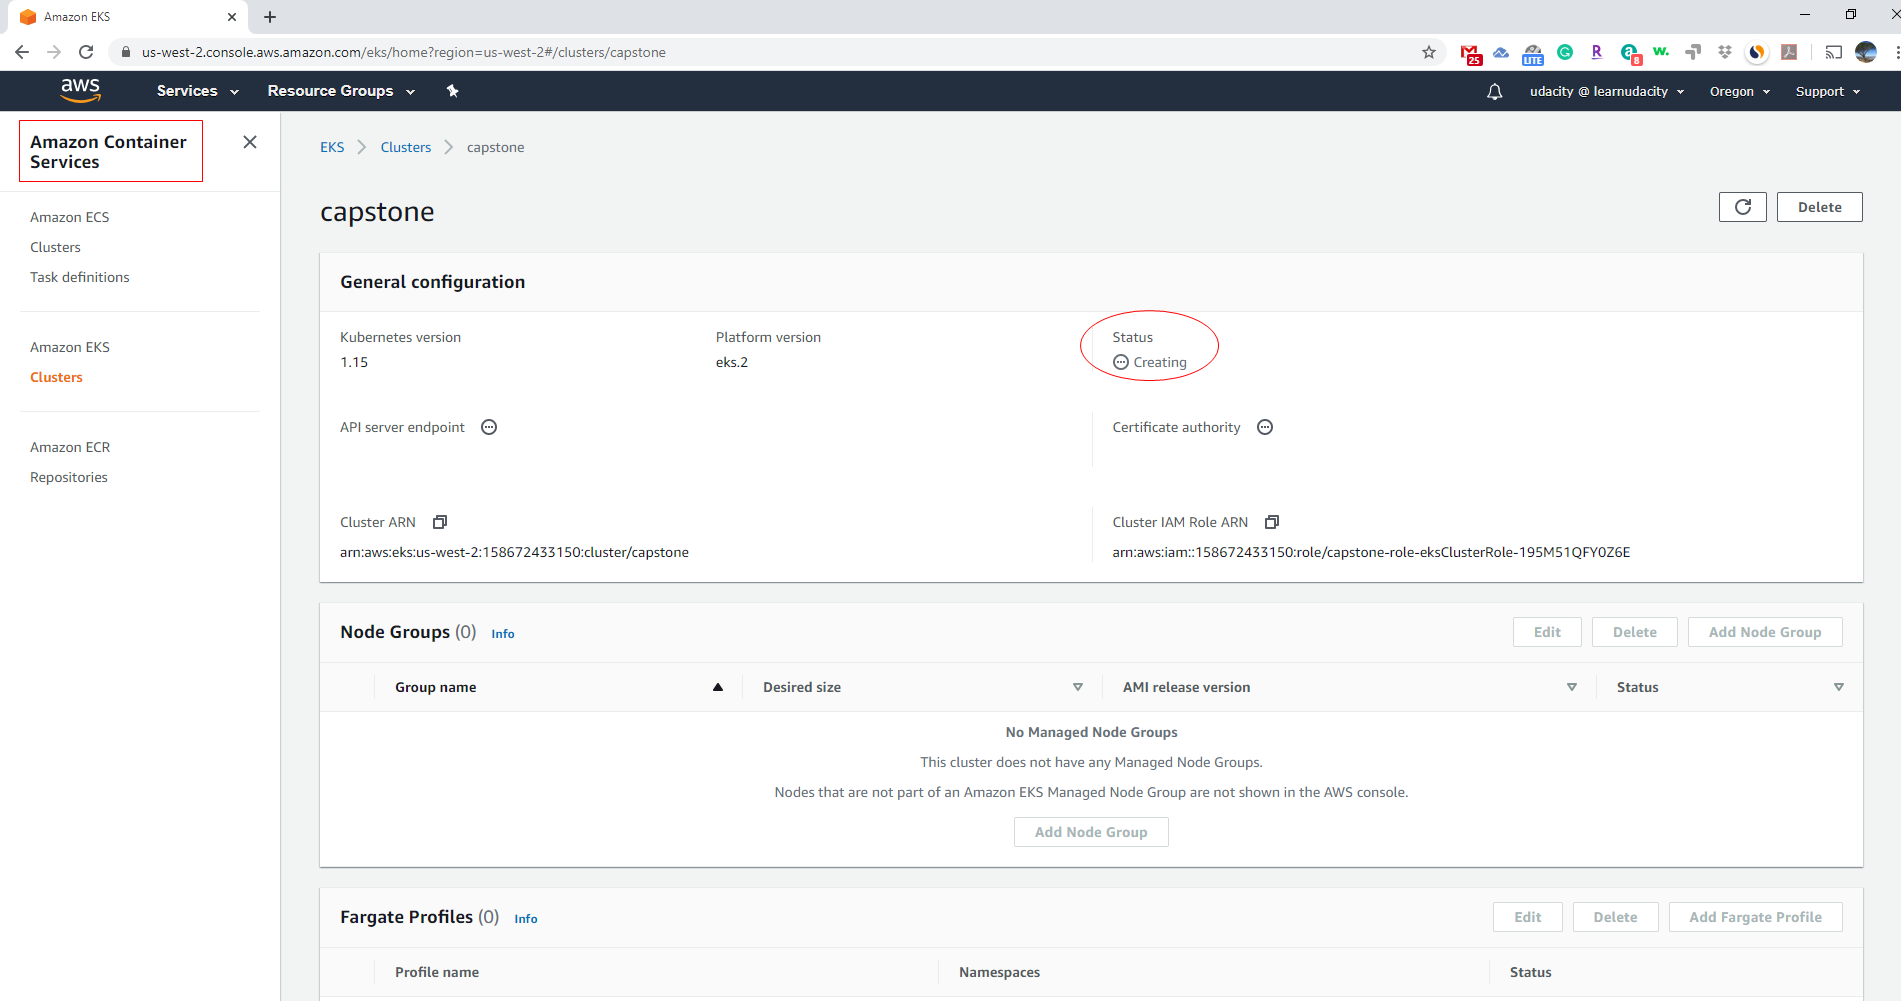 Amazon EKS
us-west-2.console.aws.amazon.com/eks/home?region=us-west-2#/clusters/capstone
25
LITE
R
a
8
w.
aws
Services
Resource Groups
udacity @ learnudacity
Oregon
Support
Amazon Container
Services
Amazon ECS
Clusters
Task definitions
Amazon EKS
Clusters
Amazon ECR
Repositories
EKS
Clusters
capstone
capstone
Delete
General configuration
Kubernetes version
Platform version
Status
1.15
eks.2
Creating
API server endpoint
Certificate authority
Cluster ARN
Cluster IAM Role ARN
arn:aws:eks:us-west-2:158672433150:cluster/capstone
arn:aws:iam::158672433150:role/capstone-role-eksClusterRole-195M51QFY0Z6E
Node Groups (0) Info
Edit
Delete
Add Node Group
Group name
Desired size
AMI release version
Status
No Managed Node Groups
This cluster does not have any Managed Node Groups.
Nodes that are not part of an Amazon EKS Managed Node Group are not shown in the AWS console.
Add Node Group
Fargate Profiles (0) Info
Edit
Delete
Add Fargate Profile
Profile name
Namespaces
Status